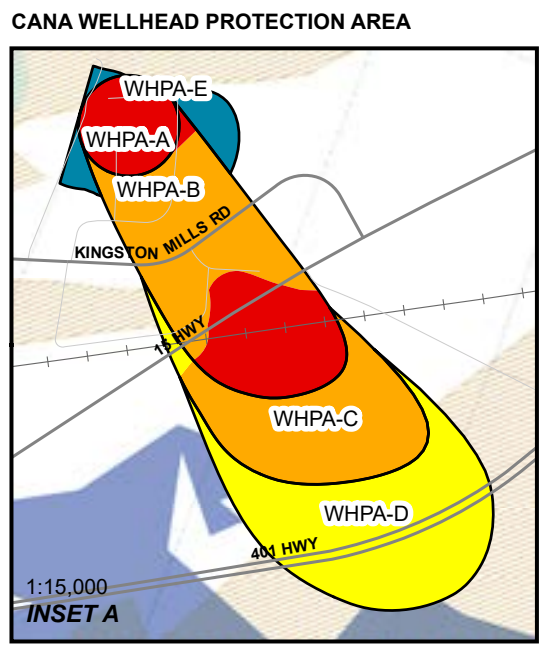 CANA WELLHEAD PROTECTION AREA
WHPA-E
WHPA-A
WHPA-B
KINGSTON MILLS RD
15 HWY
WHPA-C
WHPA-D
401 HWY
1:15,000
INSET A